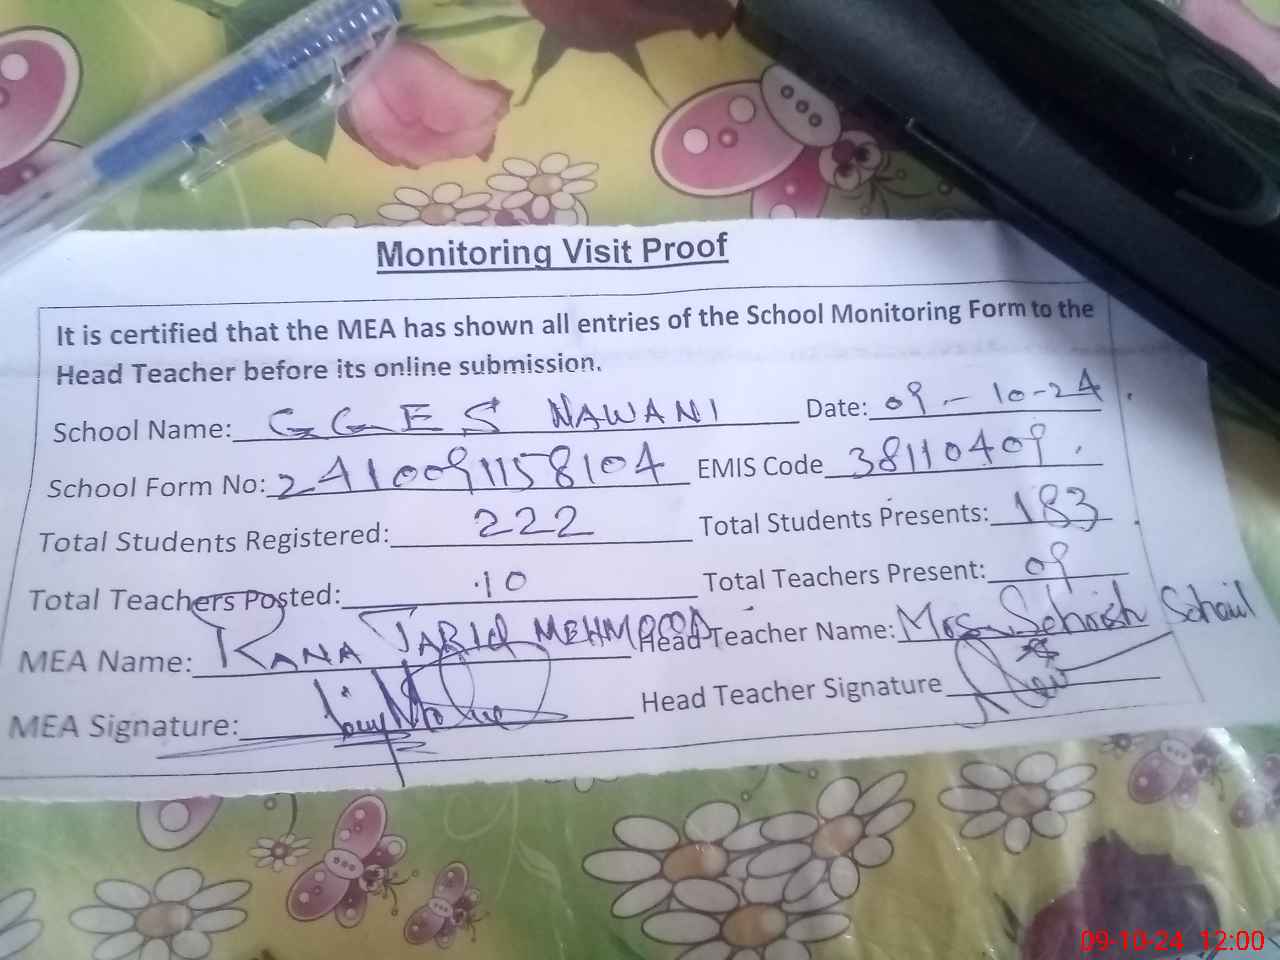 Monitoring Visit Proof
It is certified that the MEA has shown all entries of the School Monitoring Form to the
Head Teacher before its online submission.
School Name: GGES NAWANI Date: 09-10-24.
School Form No: 2410091158104 EMIS Code 38110409.
Total Students Registered: 222 Total Students Presents: 183
Total Teachers Posted: 10 Total Teachers Present: 09
MEA Name: RANA TARIQ MEHMOOD Head Teacher Name: Mrs. Sehrish Sohail
MEA Signature: Head Teacher Signature
09-10-24 12:00